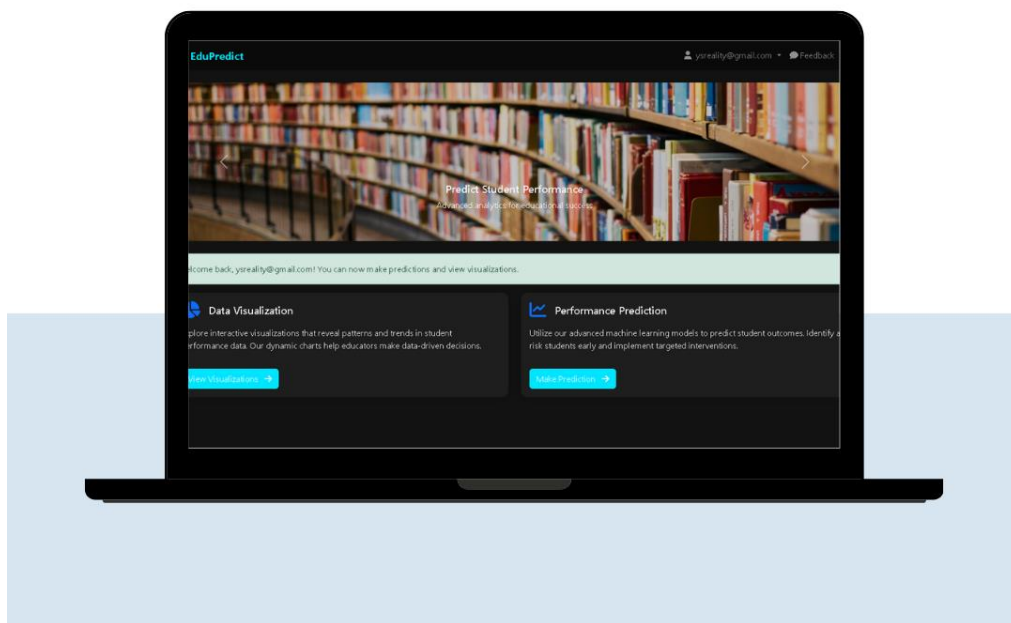 EduPredict
ysreality@gmail.com
Feedback
Predict Student Performance
Advanced analytics for educational success
lcome back, ysreality@gmail.com! You can now make predictions and view visualizations.
Data Visualization
plore interactive visualizations that reveal patterns and trends in student
rformance data. Our dynamic charts help educators make data-driven decisions.
View Visualizations →
Performance Prediction
Utilize our advanced machine learning models to predict student outcomes. Identify a
risk students early and implement targeted interventions.
Make Prediction →